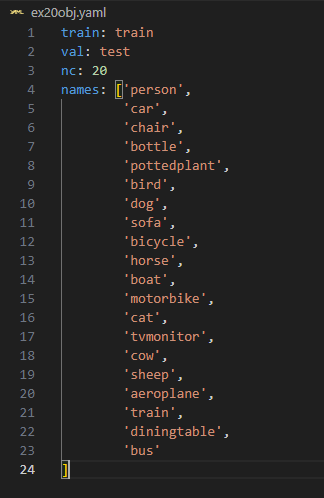 ex20obj.yaml
1 train: train
2 val: test
3 nc: 20
4 names: ['person',
5 'car',
6 'chair',
7 'bottle',
8 'pottedplant',
9 'bird',
10 'dog',
11 'sofa',
12 'bicycle',
13 'horse',
14 'boat',
15 'motorbike',
16 'cat',
17 'tvmonitor',
18 'cow',
19 'sheep',
20 'aeroplane',
21 'train',
22 'diningtable',
23 'bus'
24 ]